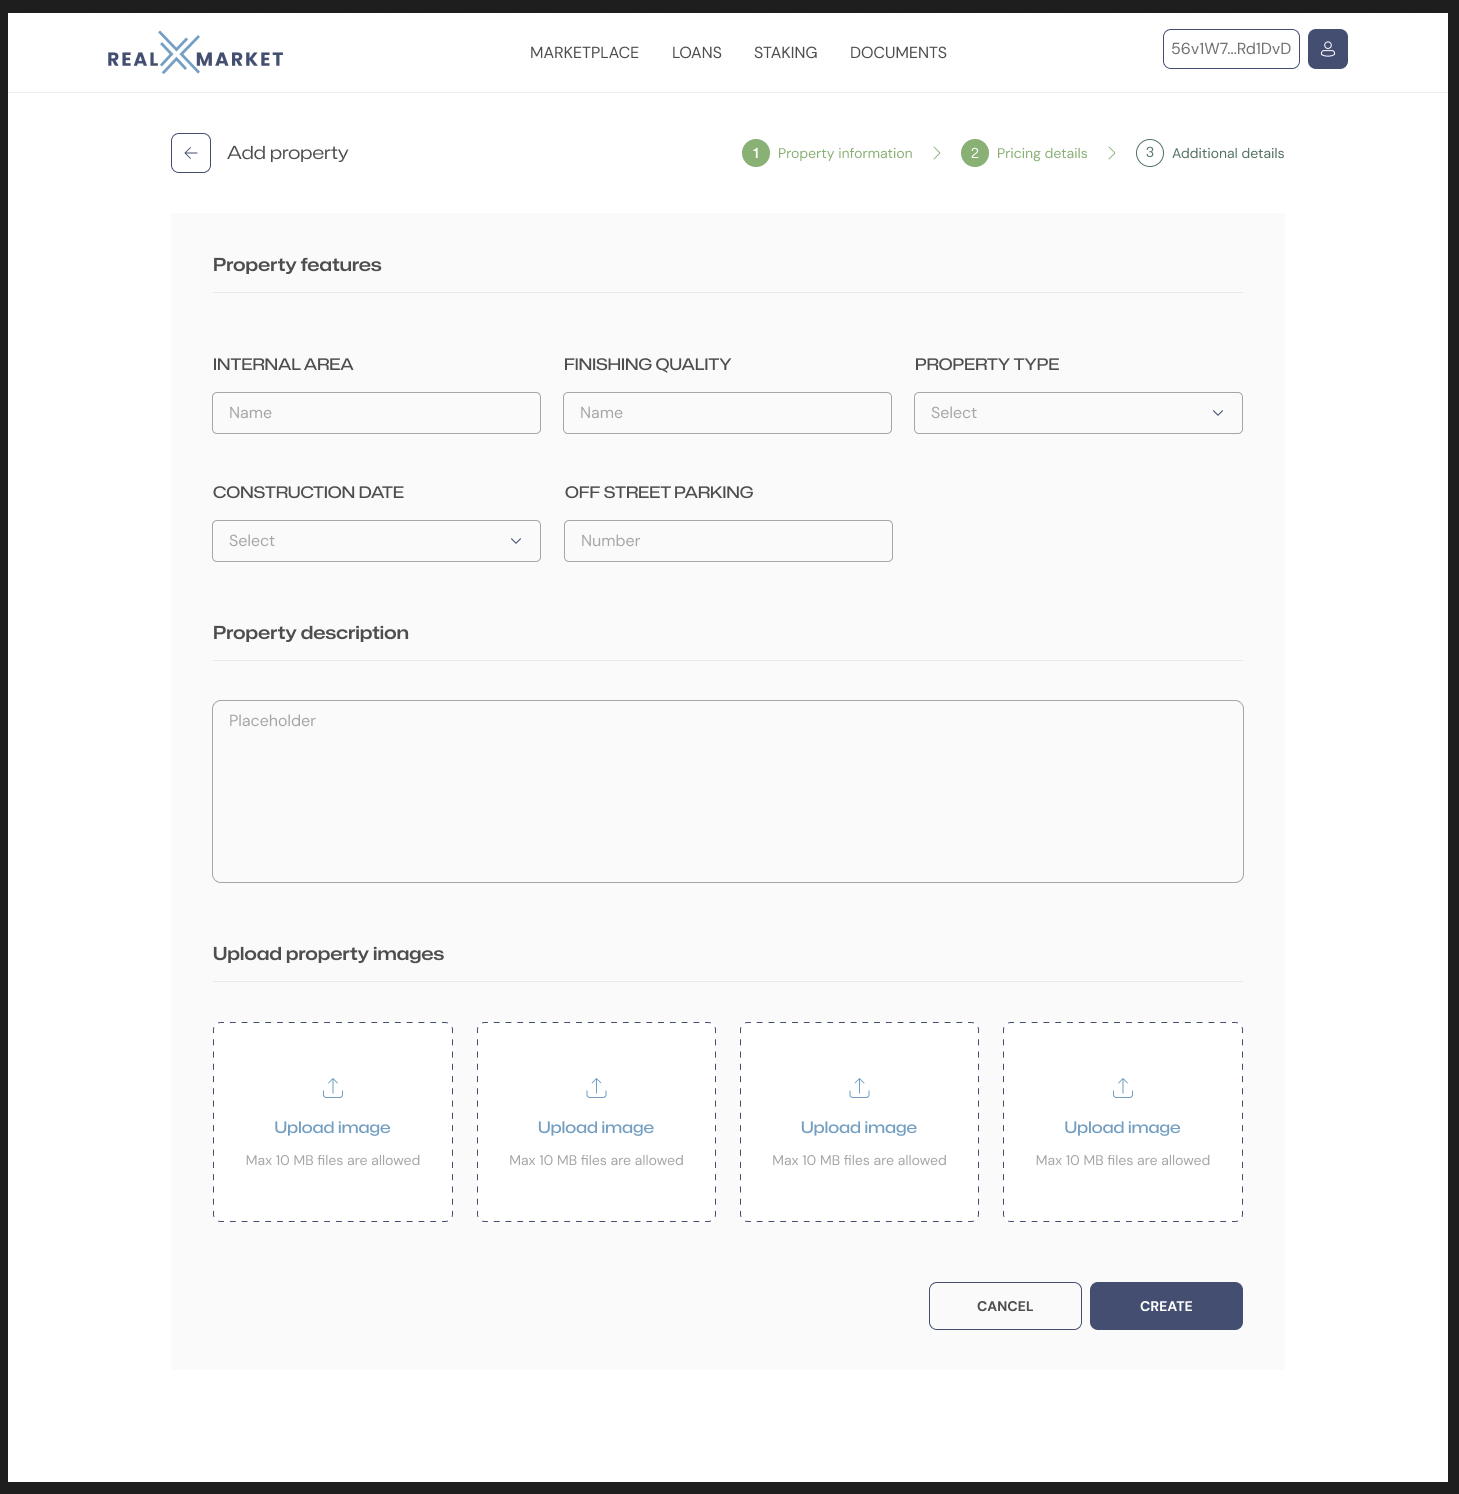 REAL MARKET
MARKETPLACE LOANS STAKING DOCUMENTS
56v1W7...Rd1DvD
Add property
1 Property information
2 Pricing details
3 Additional details
Property features
INTERNAL AREA FINISHING QUALITY PROPERTY TYPE
Name Name Select
CONSTRUCTION DATE OFF STREET PARKING
Select Number
Property description
Placeholder
Upload property images
Upload image Upload image Upload image Upload image
Max 10 MB files are allowed Max 10 MB files are allowed Max 10 MB files are allowed Max 10 MB files are allowed
CANCEL CREATE